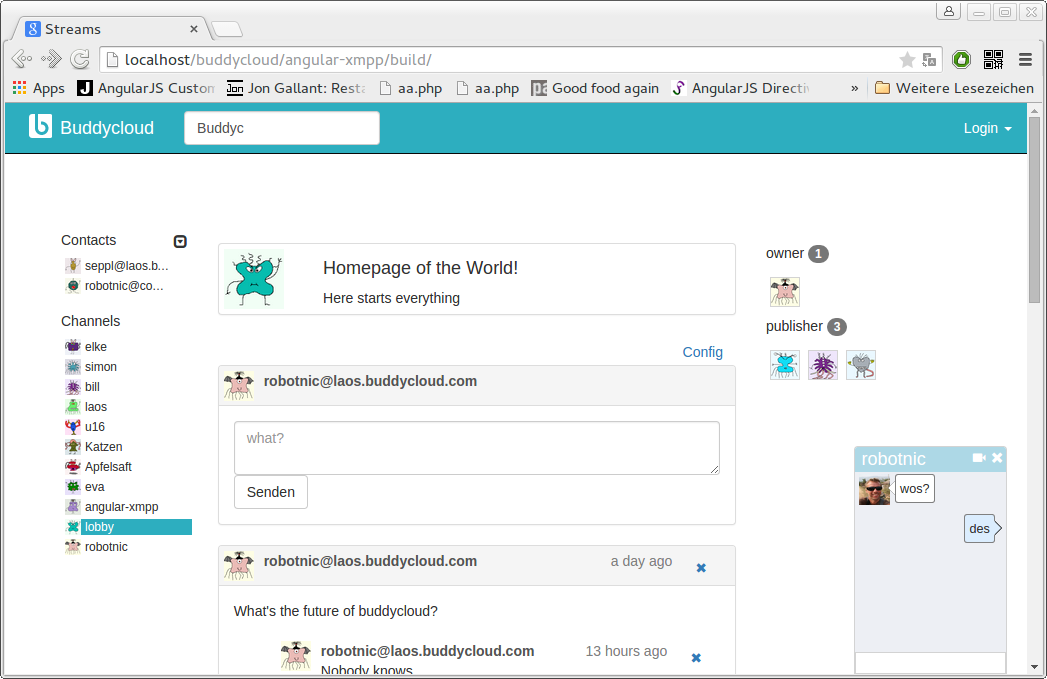 Streams
localhost/buddycloud/angular-xmpp/build/
Apps
AngularJS Custom
Jon Gallant: Resta
aa.php
aa.php
Good food again
AngularJS Directiv
»
Weitere Lesezeichen
Buddycloud
Buddyc
Login
Contacts
seppl@laos.b...
robotnic@co...
Channels
elke
simon
bill
laos
u16
Katzen
Apfelsaft
eva
angular-xmpp
lobby
robotnic
Homepage of the World!
Here starts everything
Config
robotnic@laos.buddycloud.com
what?
Senden
robotnic@laos.buddycloud.com a day ago
What's the future of buddycloud?
robotnic@laos.buddycloud.com 13 hours ago
Nobody knows
owner 1
publisher 3
robotnic
wos?
des